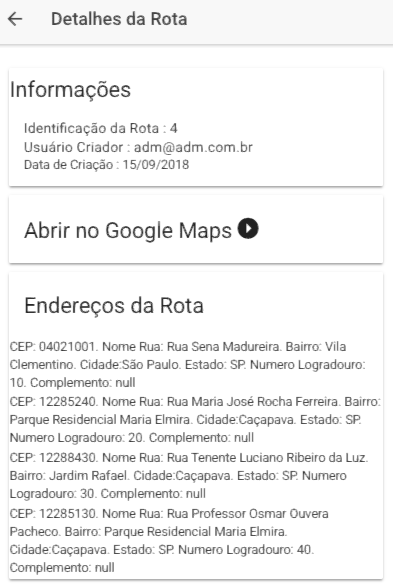 Detalhes da Rota
Informações
Identificação da Rota : 4
Usuário Criador : adm@adm.com.br
Data de Criação : 15/09/2018
Abrir no Google Maps
Endereços da Rota
CEP: 04021001. Nome Rua: Rua Sena Madureira. Bairro: Vila
Clementino. Cidade:São Paulo. Estado: SP. Numero Logradouro:
10. Complemento: null
CEP: 12285240. Nome Rua: Rua Maria José Rocha Ferreira. Bairro:
Parque Residencial Maria Elmira. Cidade:Caçapava. Estado: SP.
Numero Logradouro: 20. Complemento: null
CEP: 12288430. Nome Rua: Rua Tenente Luciano Ribeiro da Luz.
Bairro: Jardim Rafael. Cidade:Caçapava. Estado: SP. Numero
Logradouro: 30. Complemento: null
CEP: 12285130. Nome Rua: Rua Professor Osmar Ouvera
Pacheco. Bairro: Parque Residencial Maria Elmira.
Cidade:Caçapava. Estado: SP. Numero Logradouro: 40.
Complemento: null